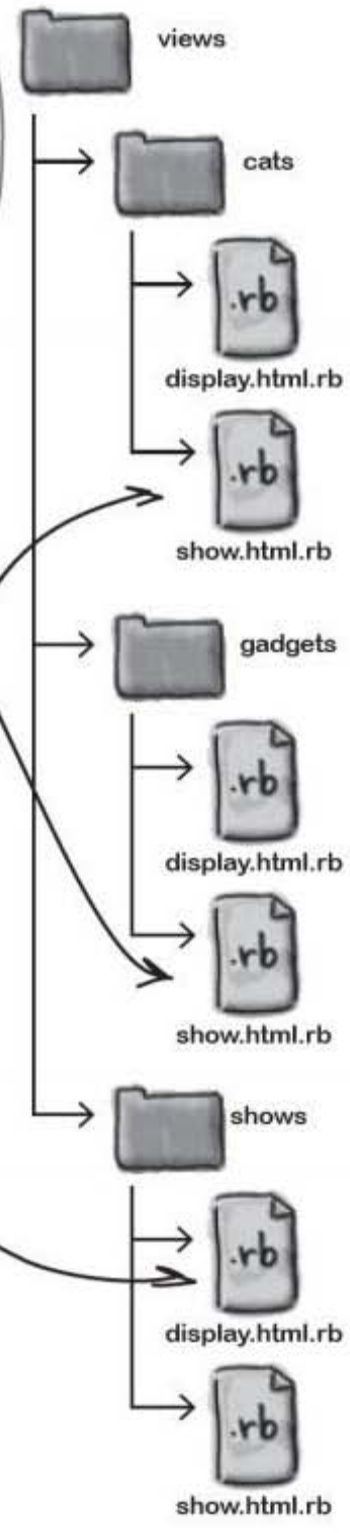 views
cats
.rb
display.html.rb
.rb
show.html.rb
gadgets
.rb
display.html.rb
.rb
show.html.rb
shows
.rb
display.html.rb
.rb
show.html.rb